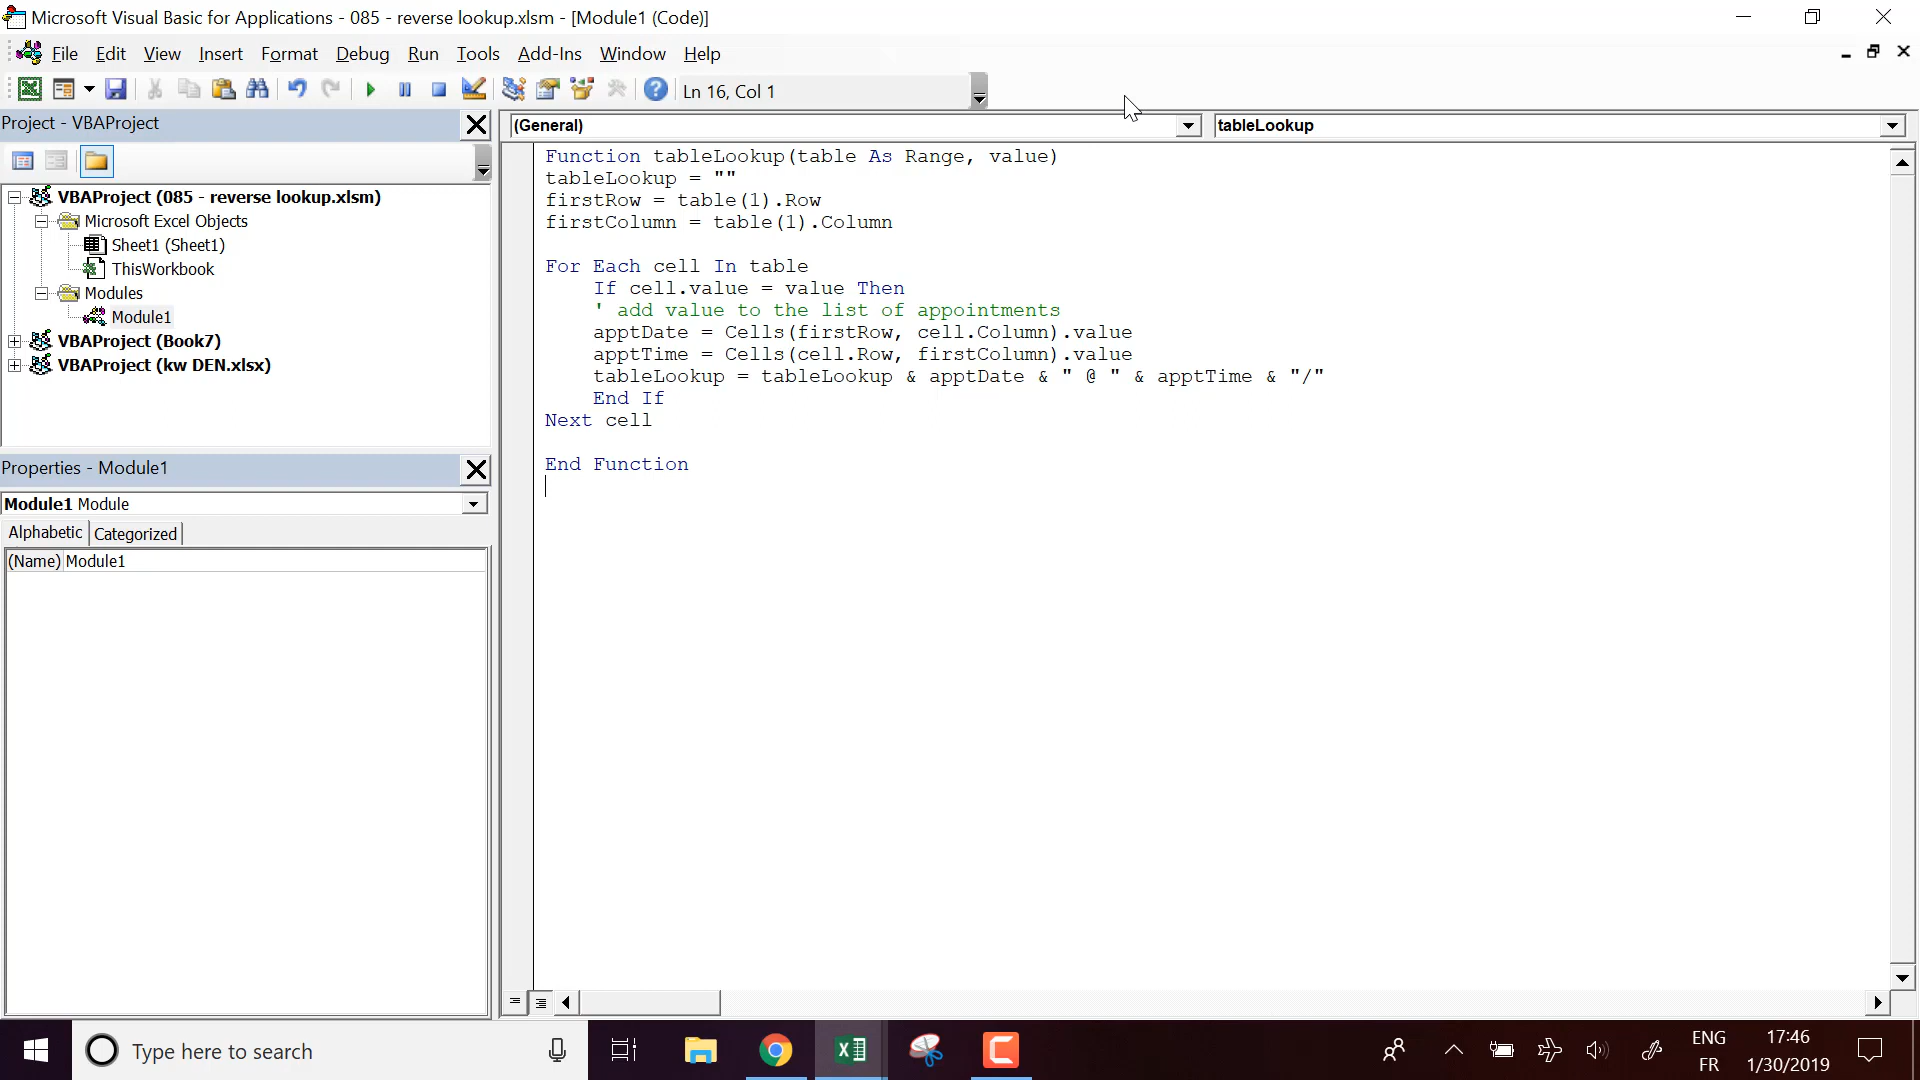 Microsoft Visual Basic for Applications - 085 - reverse lookup.xlsm - [Module1 (Code)]
File Edit View Insert Format Debug Run Tools Add-Ins Window Help
Ln 16, Col 1
Project - VBAProject
VBAProject (085 - reverse lookup.xlsm)
Microsoft Excel Objects
Sheet1 (Sheet1)
ThisWorkbook
Modules
Module1
VBAProject (Book7)
VBAProject (kw DEN.xlsx)
Properties - Module1
Module1 Module
Alphabetic Categorized
(Name) Module1
(General) tableLookup
Function tableLookup(table As Range, value)
tableLookup = ""
firstRow = table(1).Row
firstColumn = table(1).Column
For Each cell In table
If cell.value = value Then
' add value to the list of appointments
apptDate = Cells(firstRow, cell.Column).value
apptTime = Cells(cell.Row, firstColumn).value
tableLookup = tableLookup & apptDate & " @ " & apptTime & "/"
End If
Next cell
End Function
Type here to search
ENG
FR
17:46
1/30/2019